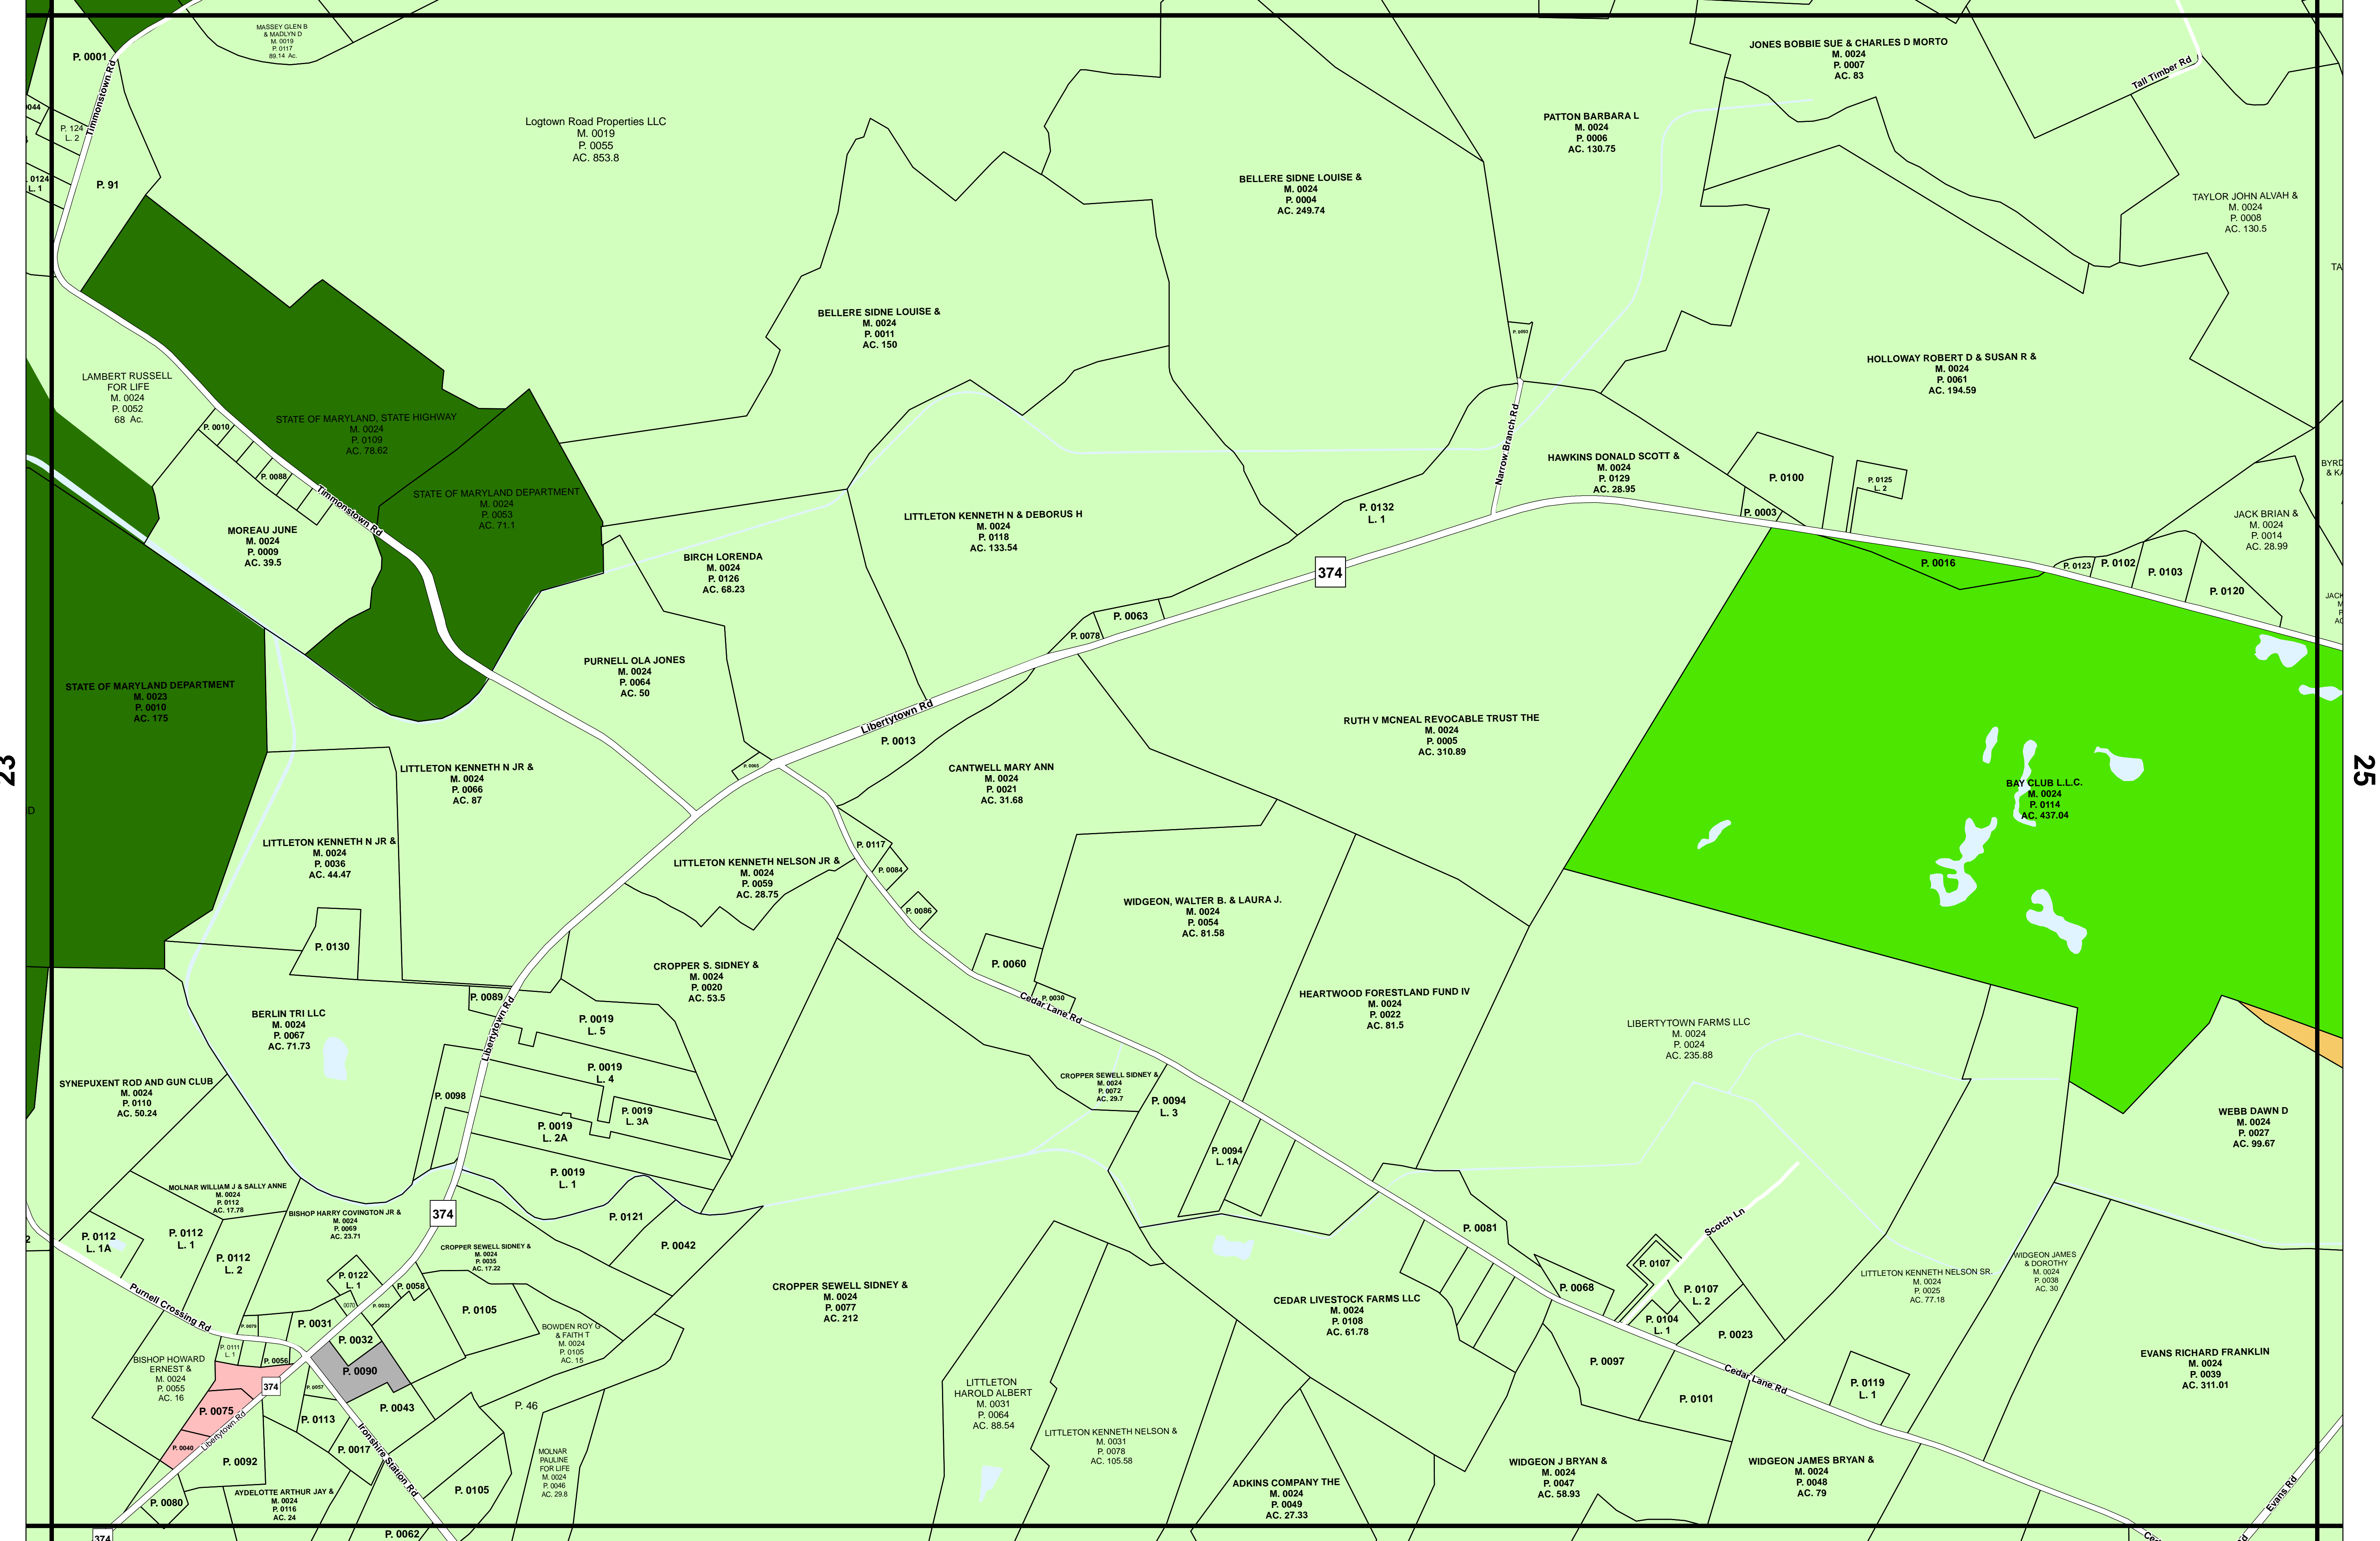 MASSEY GLEN B
& MADLYN D
M. 0019
P. 0117
89.14 Ac.
P. 0001
Timmonstown Rd
P. 124
L. 2
0044
0124
L. 1
P. 91
Logtown Road Properties LLC
M. 0019
P. 0055
AC. 853.8
JONES BOBBIE SUE & CHARLES D MORTO
M. 0024
P. 0007
AC. 83
Tall Timber Rd
PATTON BARBARA L
M. 0024
P. 0006
AC. 130.75
BELLERE SIDNE LOUISE &
M. 0024
P. 0004
AC. 249.74
TAYLOR JOHN ALVAH &
M. 0024
P. 0008
AC. 130.5
TA
BELLERE SIDNE LOUISE &
M. 0024
P. 0011
AC. 150
P. 0093
HOLLOWAY ROBERT D & SUSAN R &
M. 0024
P. 0061
AC. 194.59
LAMBERT RUSSELL
FOR LIFE
M. 0024
P. 0052
68 Ac.
STATE OF MARYLAND, STATE HIGHWAY
M. 0024
P. 0109
AC. 78.62
P. 0010
P. 0088
Timmonstown Rd
STATE OF MARYLAND DEPARTMENT
M. 0024
P. 0053
AC. 71.1
Narrow Branch Rd
HAWKINS DONALD SCOTT &
M. 0024
P. 0129
AC. 28.95
P. 0100
P. 0125
L. 2
P. 0003
BYRD
& KA
MOREAU JUNE
M. 0024
P. 0009
AC. 39.5
LITTLETON KENNETH N & DEBORUS H
M. 0024
P. 0118
AC. 133.54
P. 0132
L. 1
JACK BRIAN &
M. 0024
P. 0014
AC. 28.99
BIRCH LORENDA
M. 0024
P. 0126
AC. 68.23
374
P. 0016
P. 0123
P. 0102
P. 0103
P. 0120
JACK
M
P
AC
P. 0063
P. 0078
PURNELL OLA JONES
M. 0024
P. 0064
AC. 50
STATE OF MARYLAND DEPARTMENT
M. 0023
P. 0010
AC. 175
Libertytown Rd
P. 0013
RUTH V MCNEAL REVOCABLE TRUST THE
M. 0024
P. 0005
AC. 310.89
23
25
LITTLETON KENNETH N JR &
M. 0024
P. 0066
AC. 87
P. 0065
CANTWELL MARY ANN
M. 0024
P. 0021
AC. 31.68
BAY CLUB L.L.C.
M. 0024
P. 0114
AC. 437.04
D
LITTLETON KENNETH N JR &
M. 0024
P. 0036
AC. 44.47
LITTLETON KENNETH NELSON JR &
M. 0024
P. 0059
AC. 28.75
P. 0117
P. 0084
P. 0086
WIDGEON, WALTER B. & LAURA J.
M. 0024
P. 0054
AC. 81.58
P. 0130
CROPPER S. SIDNEY &
M. 0024
P. 0020
AC. 53.5
P. 0060
P. 0030
Cedar Lane Rd
HEARTWOOD FORESTLAND FUND IV
M. 0024
P. 0022
AC. 81.5
P. 0089
Libertytown Rd
BERLIN TRI LLC
M. 0024
P. 0067
AC. 71.73
P. 0019
L. 5
LIBERTYTOWN FARMS LLC
M. 0024
P. 0024
AC. 235.88
SYNEPUXENT ROD AND GUN CLUB
M. 0024
P. 0110
AC. 50.24
P. 0098
P. 0019
L. 4
P. 0019
L. 3A
P. 0019
L. 2A
CROPPER SEWELL SIDNEY &
M. 0024
P. 0072
AC. 29.7
P. 0094
L. 3
P. 0094
L. 1A
WEBB DAWN D
M. 0024
P. 0027
AC. 99.67
P. 0019
L. 1
MOLNAR WILLIAM J & SALLY ANNE
M. 0024
P. 0112
AC. 17.78
BISHOP HARRY COVINGTON JR &
M. 0024
P. 0069
AC. 23.71
374
P. 0121
P. 0042
P. 0112
L. 1A
P. 0112
L. 1
P. 0112
L. 2
2
CROPPER SEWELL SIDNEY &
M. 0024
P. 0035
AC. 17.22
P. 0081
Scotch Ln
P. 0107
P. 0107
L. 2
P. 0122
L. 1
P. 0058
0070
P. 0033
P. 0105
Purnell Crossing Rd
P. 0079
P. 0031
P. 0032
CROPPER SEWELL SIDNEY &
M. 0024
P. 0077
AC. 212
CEDAR LIVESTOCK FARMS LLC
M. 0024
P. 0108
AC. 61.78
P. 0068
P. 0104
L. 1
P. 0023
LITTLETON KENNETH NELSON SR.
M. 0024
P. 0025
AC. 77.18
WIDGEON JAMES
& DOROTHY
M. 0024
P. 0038
AC. 30
P. 0111
L. 1
P. 0056
P. 0090
BOWDEN ROY G
& FAITH T
M. 0024
P. 0105
AC. 15
BISHOP HOWARD
ERNEST &
M. 0024
P. 0055
AC. 16
374
P. 0057
P. 0075
Libertytown Rd
P. 0040
P. 0113
P. 0043
P. 0017
Ironshire Station Rd
P. 46
LITTLETON
HAROLD ALBERT
M. 0031
P. 0064
AC. 88.54
P. 0097
P. 0101
Cedar Lane Rd
P. 0119
L. 1
EVANS RICHARD FRANKLIN
M. 0024
P. 0039
AC. 311.01
P. 0092
P. 0080
AYDELOTTE ARTHUR JAY &
M. 0024
P. 0116
AC. 24
P. 0105
MOLNAR
PAULINE
FOR LIFE
M. 0024
P. 0046
AC. 29.8
LITTLETON KENNETH NELSON &
M. 0031
P. 0078
AC. 105.58
ADKINS COMPANY THE
M. 0024
P. 0049
AC. 27.33
WIDGEON J BRYAN &
M. 0024
P. 0047
AC. 58.93
WIDGEON JAMES BRYAN &
M. 0024
P. 0048
AC. 79
Evans Rd
374
P. 0062